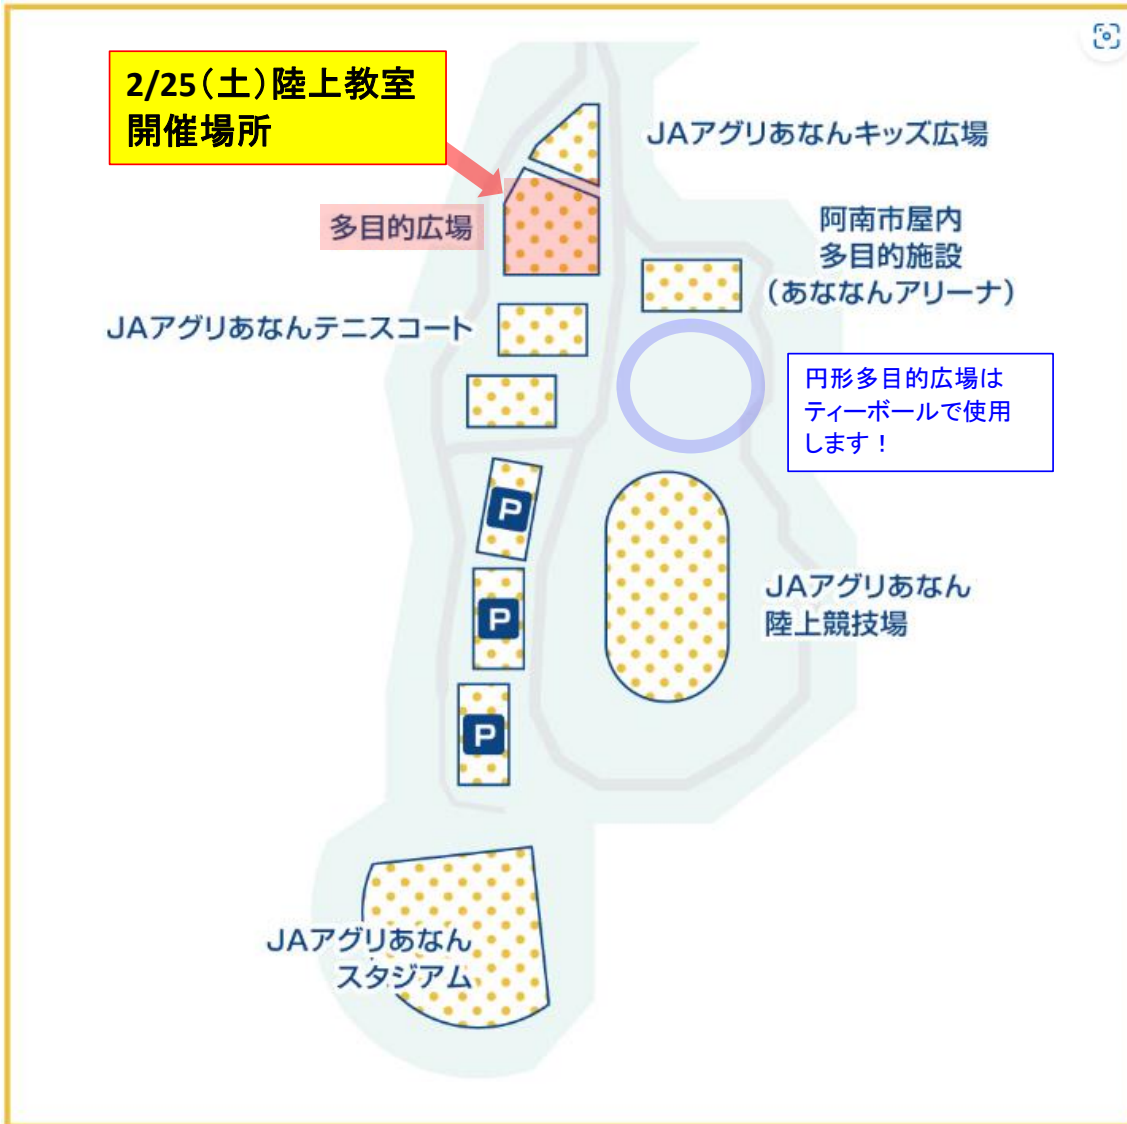 2/25(土)陸上教室
開催場所
JAアグリあなんキッズ広場
多目的広場
阿南市屋内
多目的施設
(あななんアリーナ)
JAアグリあなんテニスコート
円形多目的広場は
ティーボールで使用
します！
P
P
P
JAアグリあなん
陸上競技場
JAアグリあなん
スタジアム